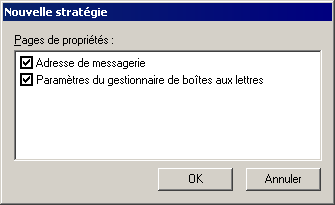 Nouvelle stratégie
Pages de propriétés :
Adresse de messagerie
Paramètres du gestionnaire de boîtes aux lettres
OK
Annuler